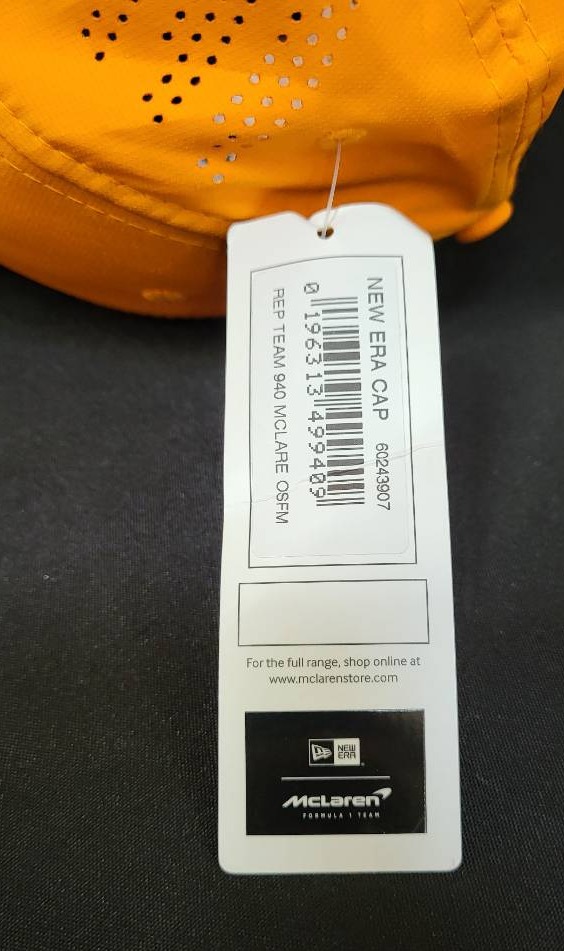 NEW ERA CAP 60243907
0 196313 499409
REP TEAM 940 MCLARE OSFM
For the full range, shop online at
www.mclarenstore.com
NEW
ERA
McLaren
FORMULA 1 TEAM